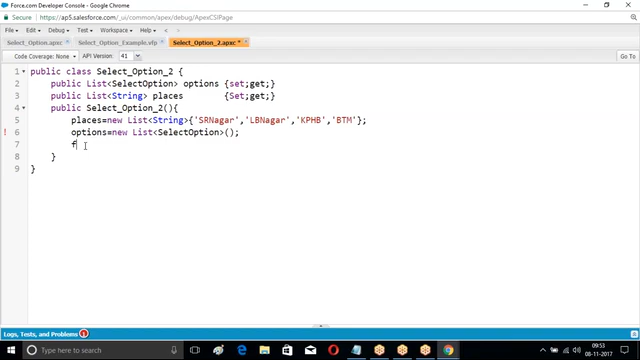 Force.com Developer Console - Google Chrome
Secure https://ap5.salesforce.com/_ui/common/apex/debug/ApexCSIPage
File Edit Debug Test Workspace Help < >
Select_Option.apxc Select_Option_Example.vfp Select_Option_2.apxc *
Code Coverage: None API Version: 41
1 public class Select_Option_2 {
2 public List<SelectOption> options {set;get;}
3 public List<String> places {Set;get;}
4 public Select_Option_2(){
5 places=new List<String>{'SRNagar','LBNagar','KPHB','BTM'};
6 options=new List<SelectOption>();
7 f
8 }
9 }
Logs, Tests, and Problems
Type here to search
09:53
08-11-2017